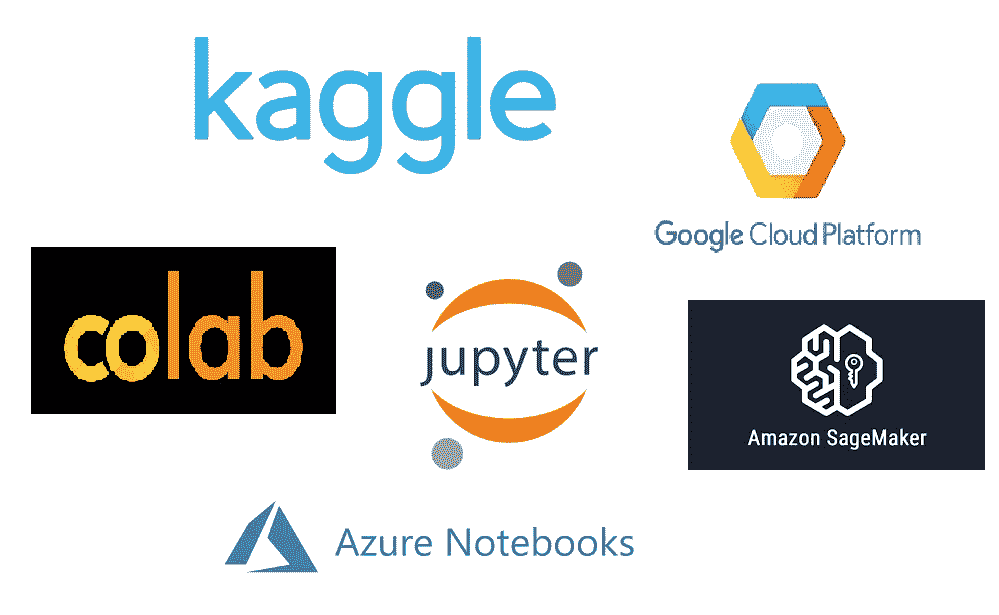 kaggle
Google Cloud Platform
colab
jupyter
Amazon SageMaker
Azure Notebooks